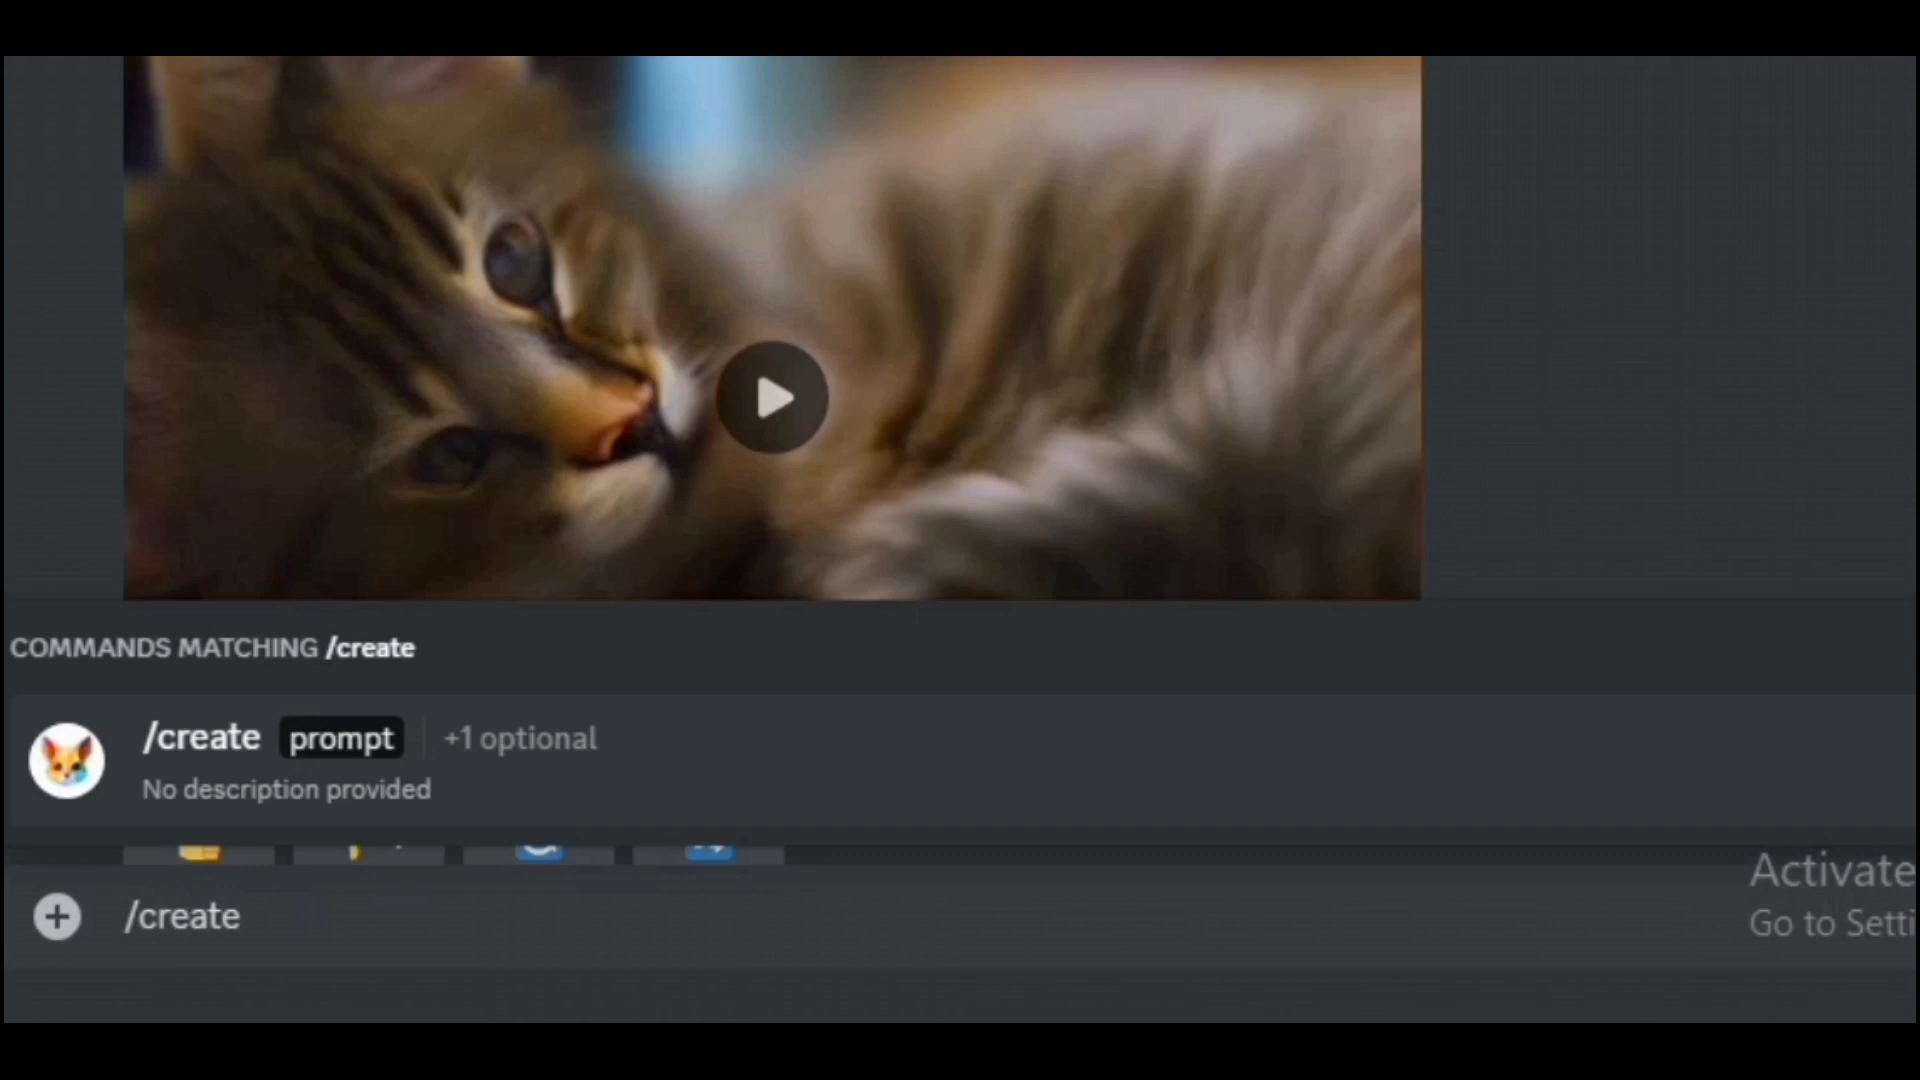 COMMANDS MATCHING /create
/create prompt +1 optional
No description provided
/create
Activate
Go to Setti